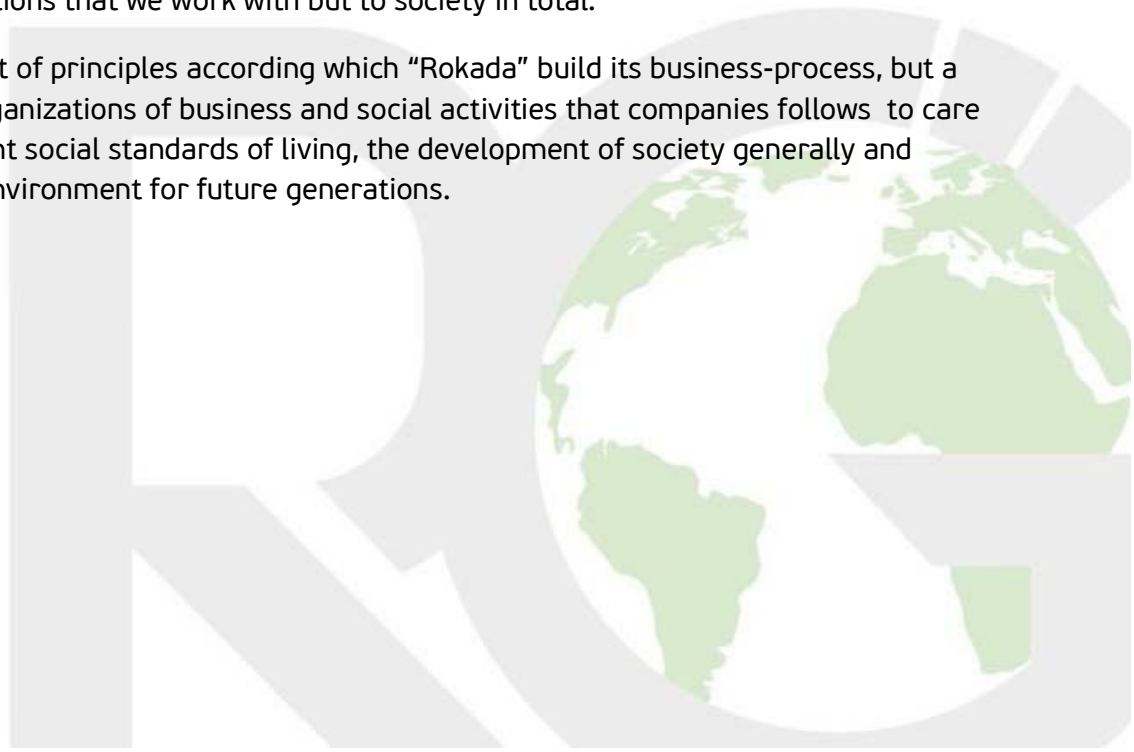 tions that we work with but to society in total.
t of principles according which “Rokada” build its business-process, but a
ganizations of business and social activities that companies follows to care
nt social standards of living, the development of society generally and
nvironment for future generations.
RG